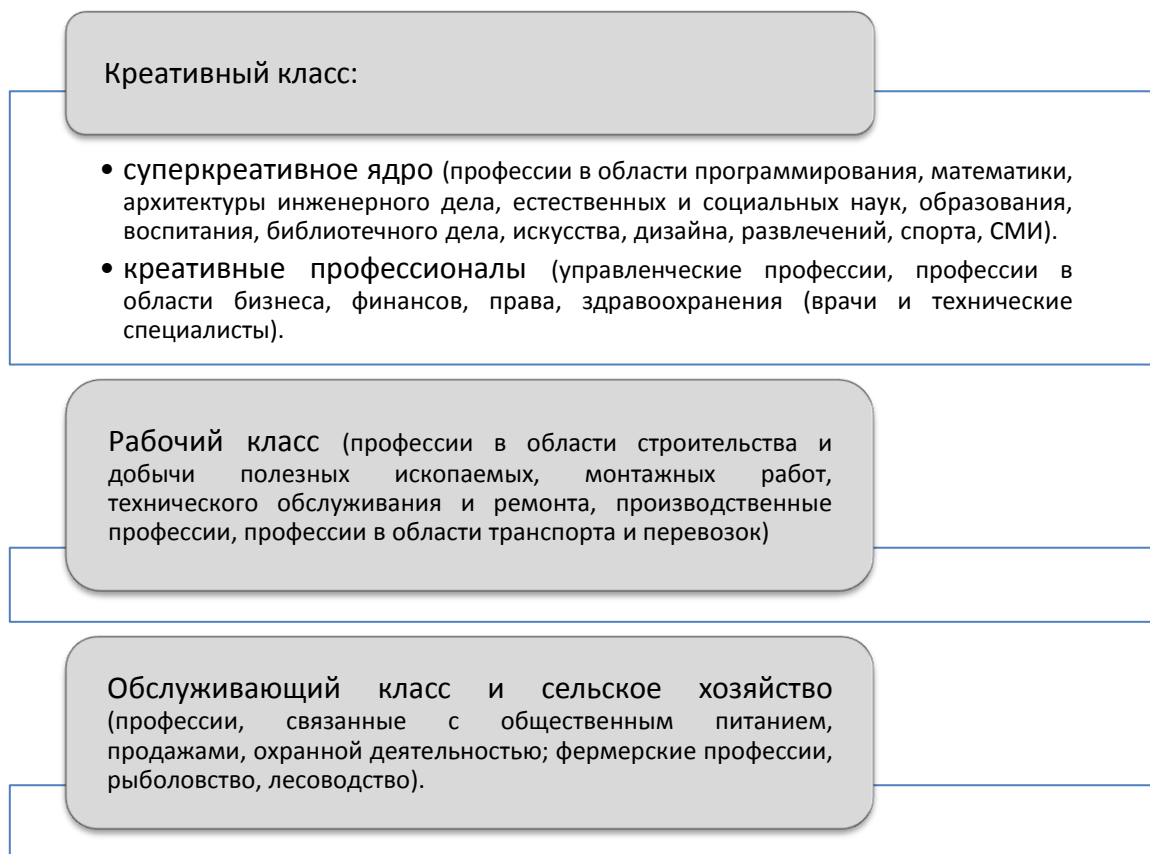 Креативный класс:
• суперкреативное ядро (профессии в области программирования, математики,
архитектуры инженерного дела, естественных и социальных наук, образования,
воспитания, библиотечного дела, искусства, дизайна, развлечений, спорта, СМИ).
• креативные профессионалы (управленческие профессии, профессии в
области бизнеса, финансов, права, здравоохранения (врачи и технические
специалисты).
Рабочий класс (профессии в области строительства и
добычи полезных ископаемых, монтажных работ,
технического обслуживания и ремонта, производственные
профессии, профессии в области транспорта и перевозок)
Обслуживающий класс и сельское хозяйство
(профессии, связанные с общественным питанием,
продажами, охранной деятельностью; фермерские профессии,
рыболовство, лесоводство).